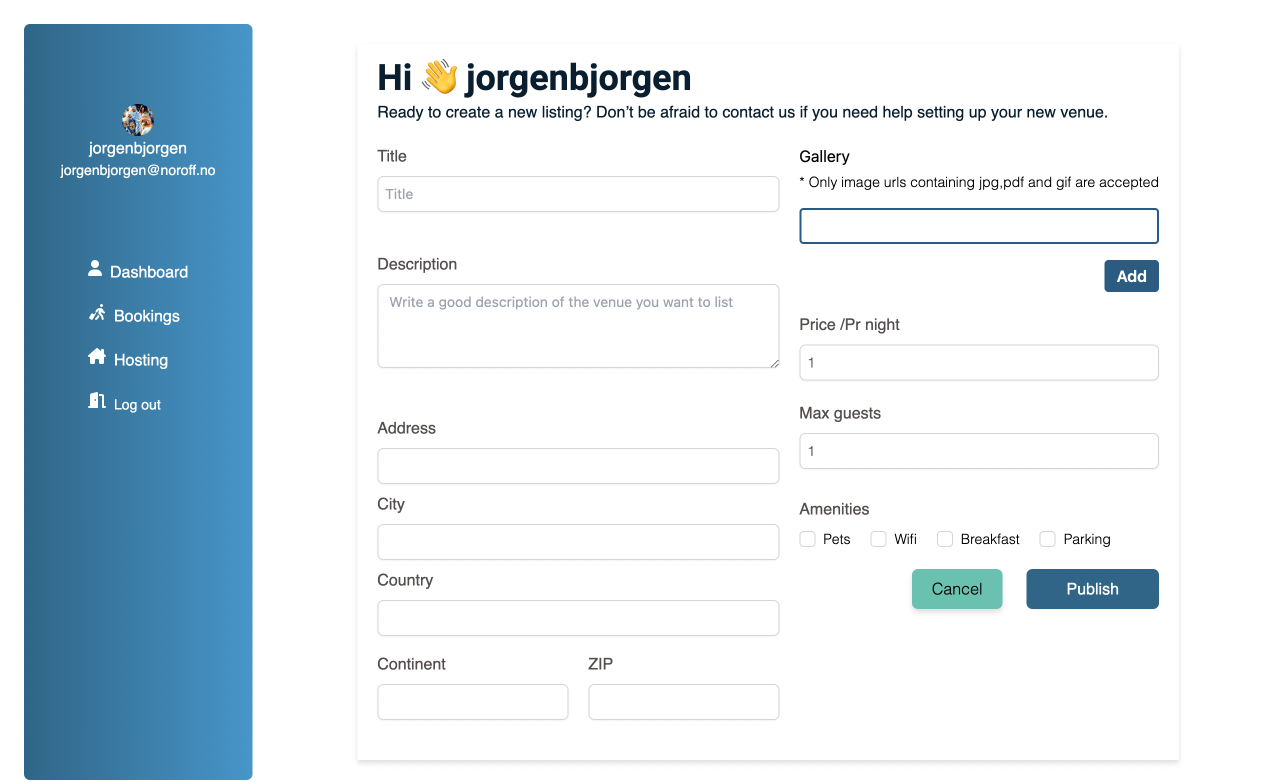 jorgenbjorgen
jorgenbjorgen@noroff.no
Dashboard
Bookings
Hosting
Log out
Hi 👋 jorgenbjorgen
Ready to create a new listing? Don’t be afraid to contact us if you need help setting up your new venue.
Title
Title
Description
Write a good description of the venue you want to list
Address
City
Country
Continent ZIP
Gallery
* Only image urls containing jpg,pdf and gif are accepted
Add
Price /Pr night
1
Max guests
1
Amenities
Pets Wifi Breakfast Parking
Cancel Publish